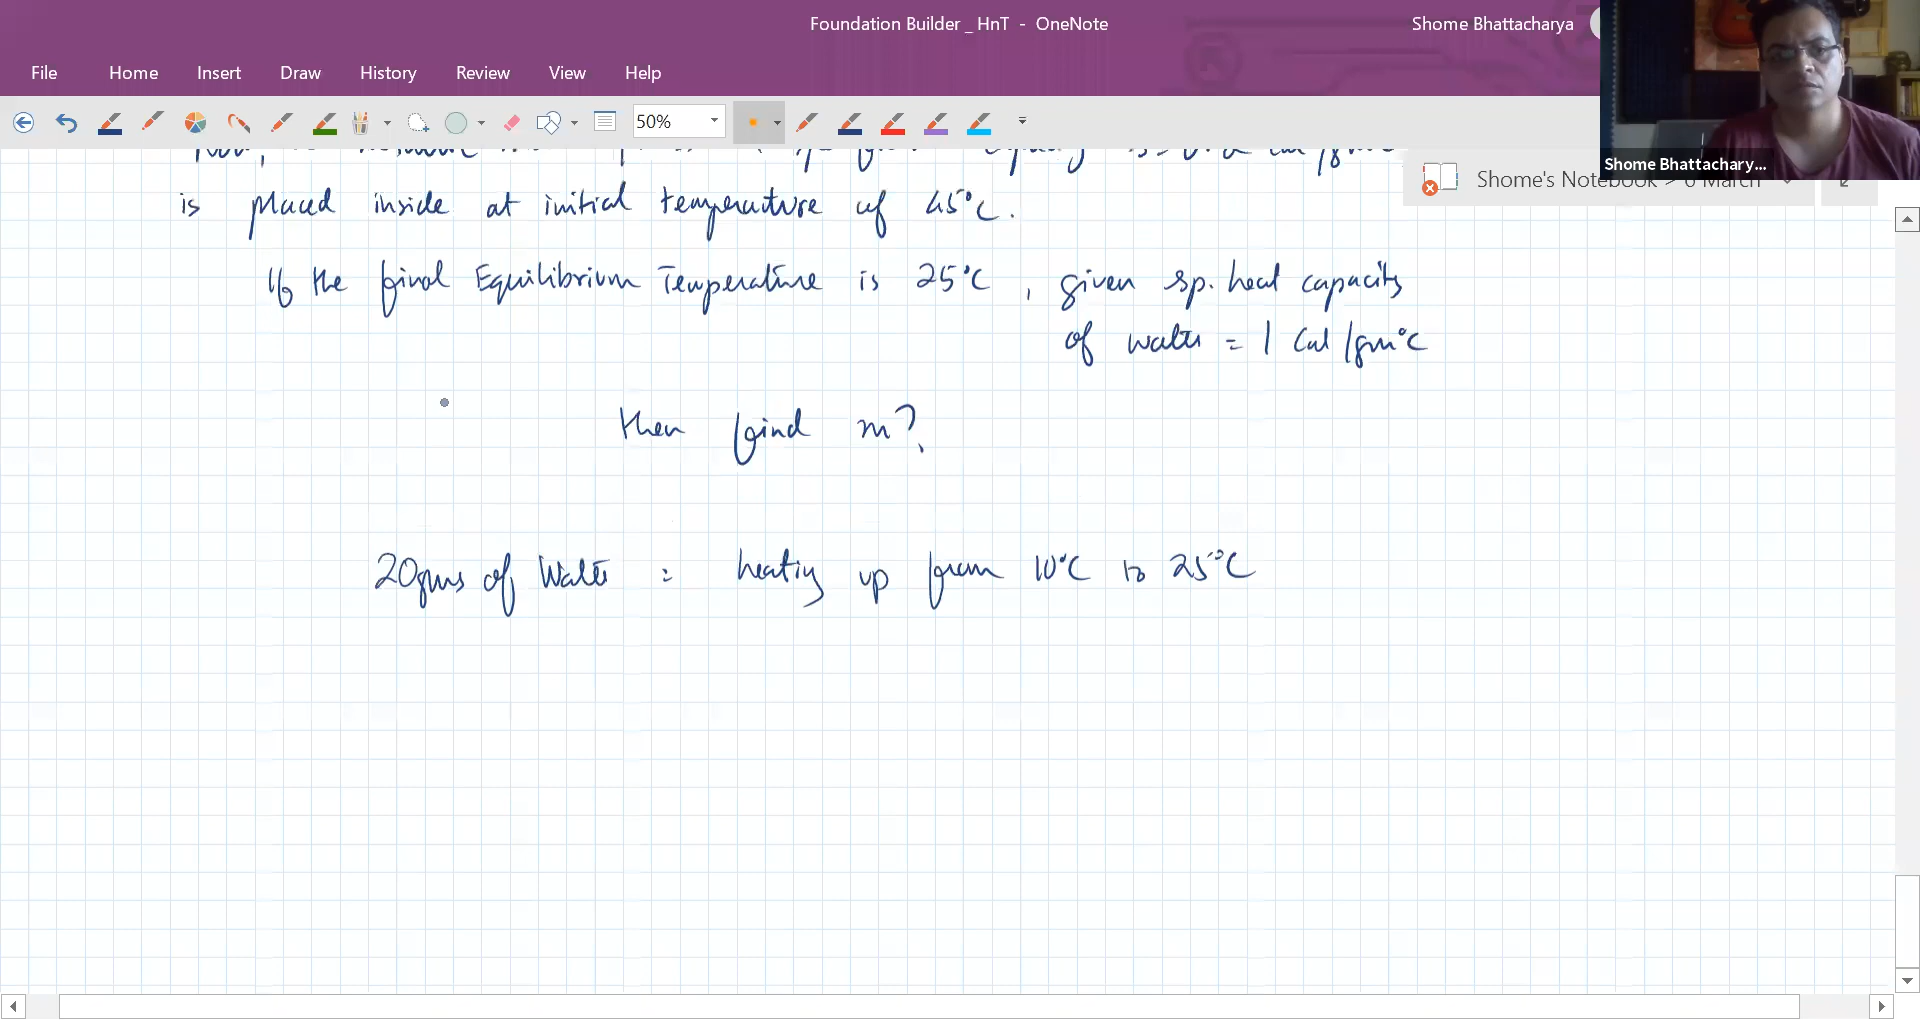 Foundation Builder _ HnT - OneNote
Shome Bhattacharya
File Home Insert Draw History Review View Help
50%
Shome Bhattachary...
Shome's Notebook > 6 March
is placed inside at initial temperature of 45°C.
If the final Equilibrium Temperature is 25°C, given sp. heat capacity
of water = 1 Cal/gm°C
then find m?
20gms of Water = heating up from 10°C to 25°C